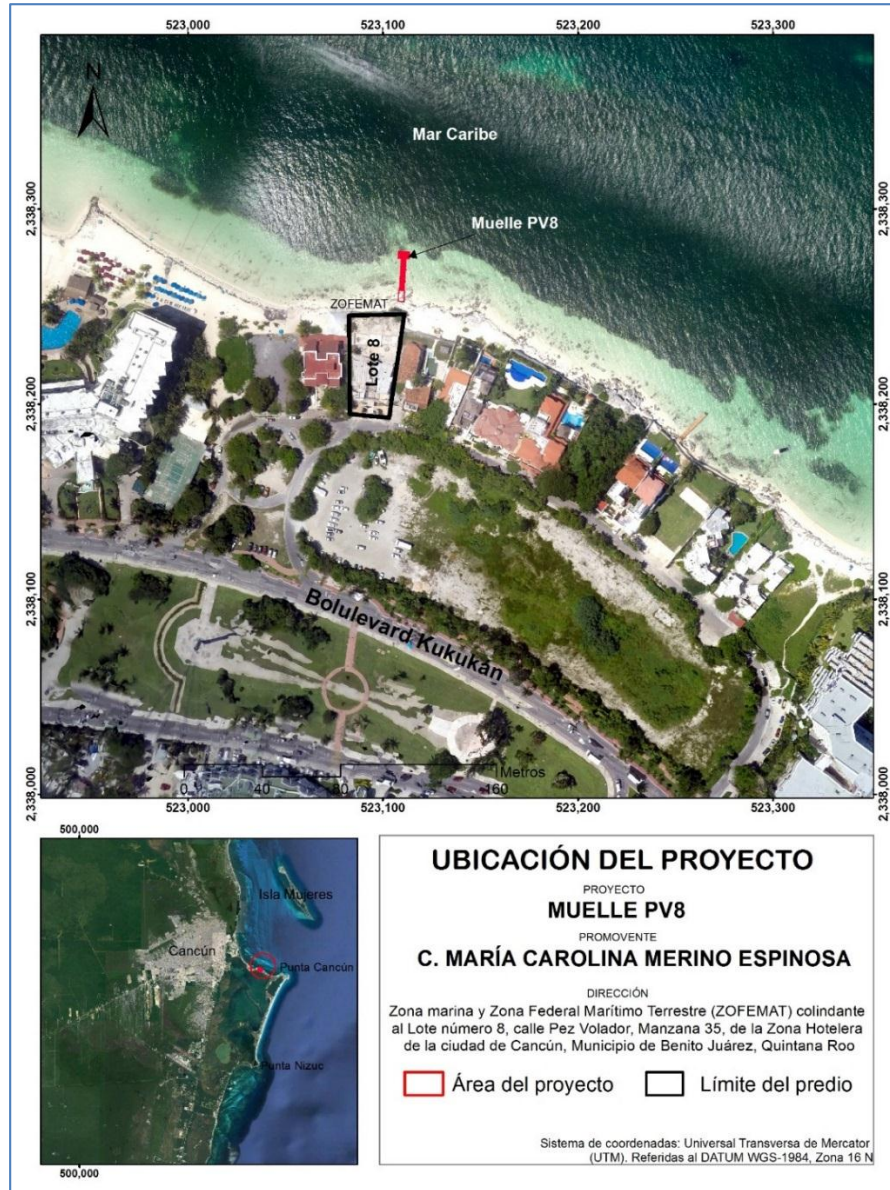 523,000 523,100 523,200 523,300
N
Mar Caribe
2,338,300 2,338,300
Muelle PV8
ZOFEMAT
Lote 8
2,338,200 2,338,200
2,338,100 2,338,100
Bolulevard Kukukán
Metros
0 40 80 160
2,338,000 2,338,000
523,000 523,100 523,200 523,300
500,000
Isla Mujeres
Cancún
Punta Cancún
Punta Nizuc
500,000
UBICACIÓN DEL PROYECTO
PROYECTO
MUELLE PV8
PROMOVENTE
C. MARÍA CAROLINA MERINO ESPINOSA
DIRECCIÓN
Zona marina y Zona Federal Marítimo Terrestre (ZOFEMAT) colindante
al Lote número 8, calle Pez Volador, Manzana 35, de la Zona Hotelera
de la ciudad de Cancún, Municipio de Benito Juárez, Quintana Roo
Área del proyecto Límite del predio
Sistema de coordenadas: Universal Transversa de Mercator
(UTM). Referidas al DATUM WGS-1984, Zona 16 N